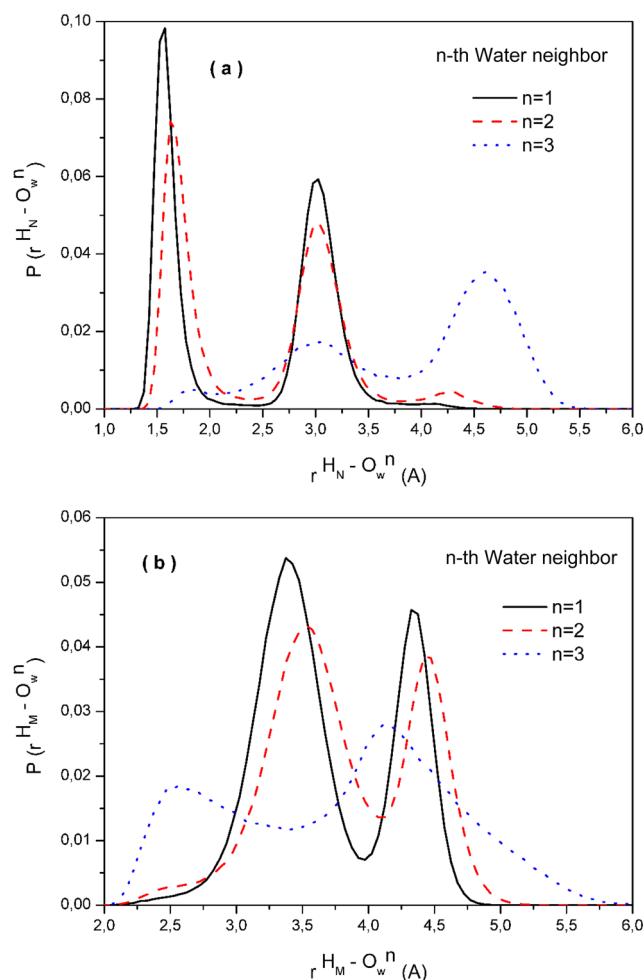 0,10
0,08
0,06
0,04
0,02
0,00
P (r H_N - O_w^n)
( a )
n-th Water neighbor
n=1
n=2
n=3
1,0 1,5 2,0 2,5 3,0 3,5 4,0 4,5 5,0 5,5 6,0
r H_N - O_w^n (A)
0,06
0,05
0,04
0,03
0,02
0,01
0,00
P (r H_M - O_w^n)
( b )
n-th Water neighbor
n=1
n=2
n=3
2,0 2,5 3,0 3,5 4,0 4,5 5,0 5,5 6,0
r H_M - O_w^n (A)